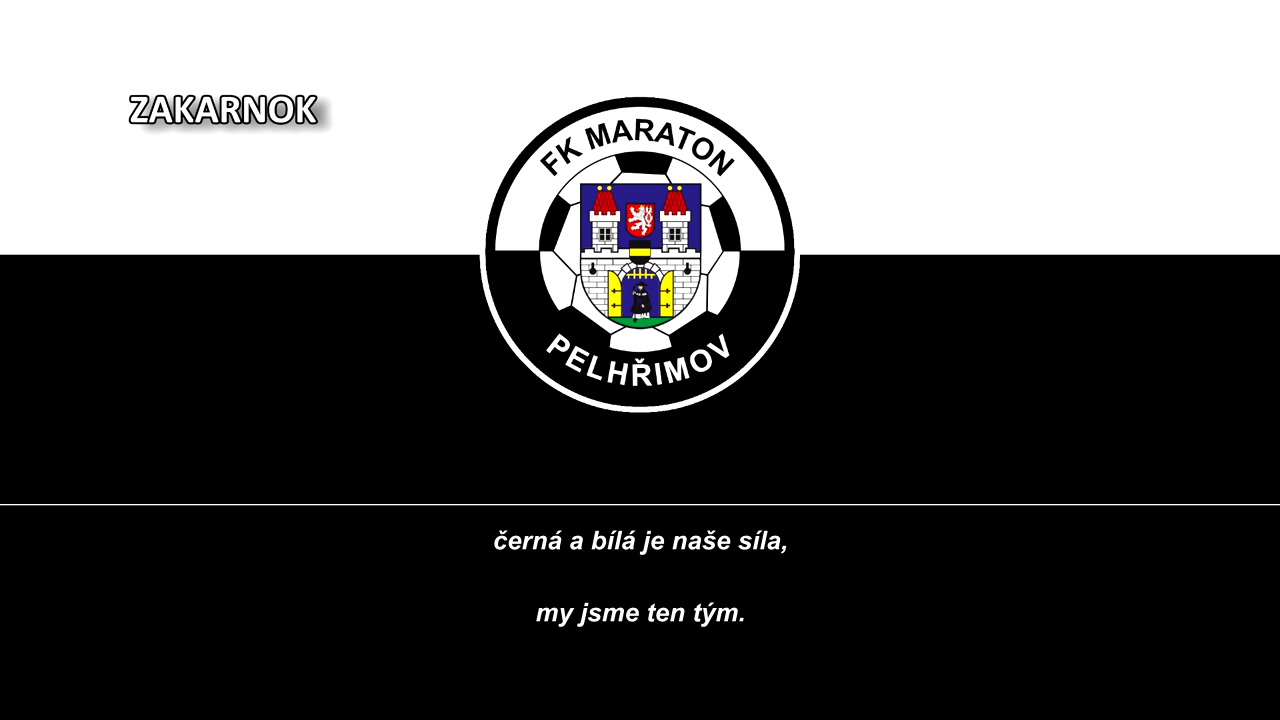 ZAKARNOK
FK MARATON
PELHŘIMOV
černá a bílá je naše síla,
my jsme ten tým.